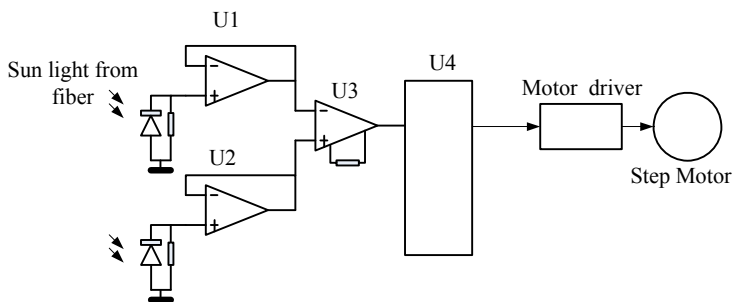 U1
Sun light from
fiber
U2
U3
U4
Motor driver
Step Motor